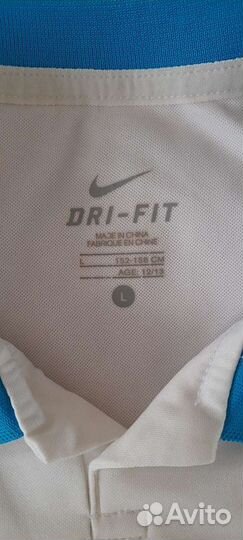 DRI-FIT
MADE IN CHINA
FABRIQUE EN CHINE
L 152-158 CM
AGE: 12/13
L
Avito